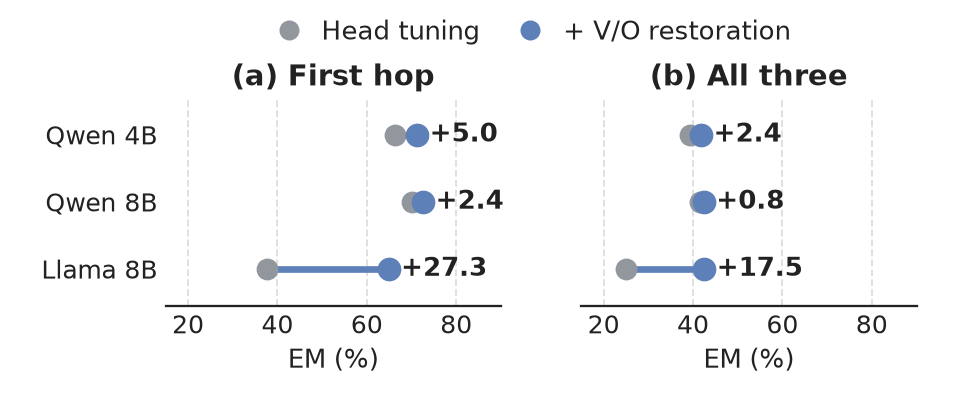 Head tuning + V/O restoration
(a) First hop (b) All three
Qwen 4B +5.0 +2.4
Qwen 8B +2.4 +0.8
Llama 8B +27.3 +17.5
20 40 60 80 20 40 60 80
EM (%) EM (%)